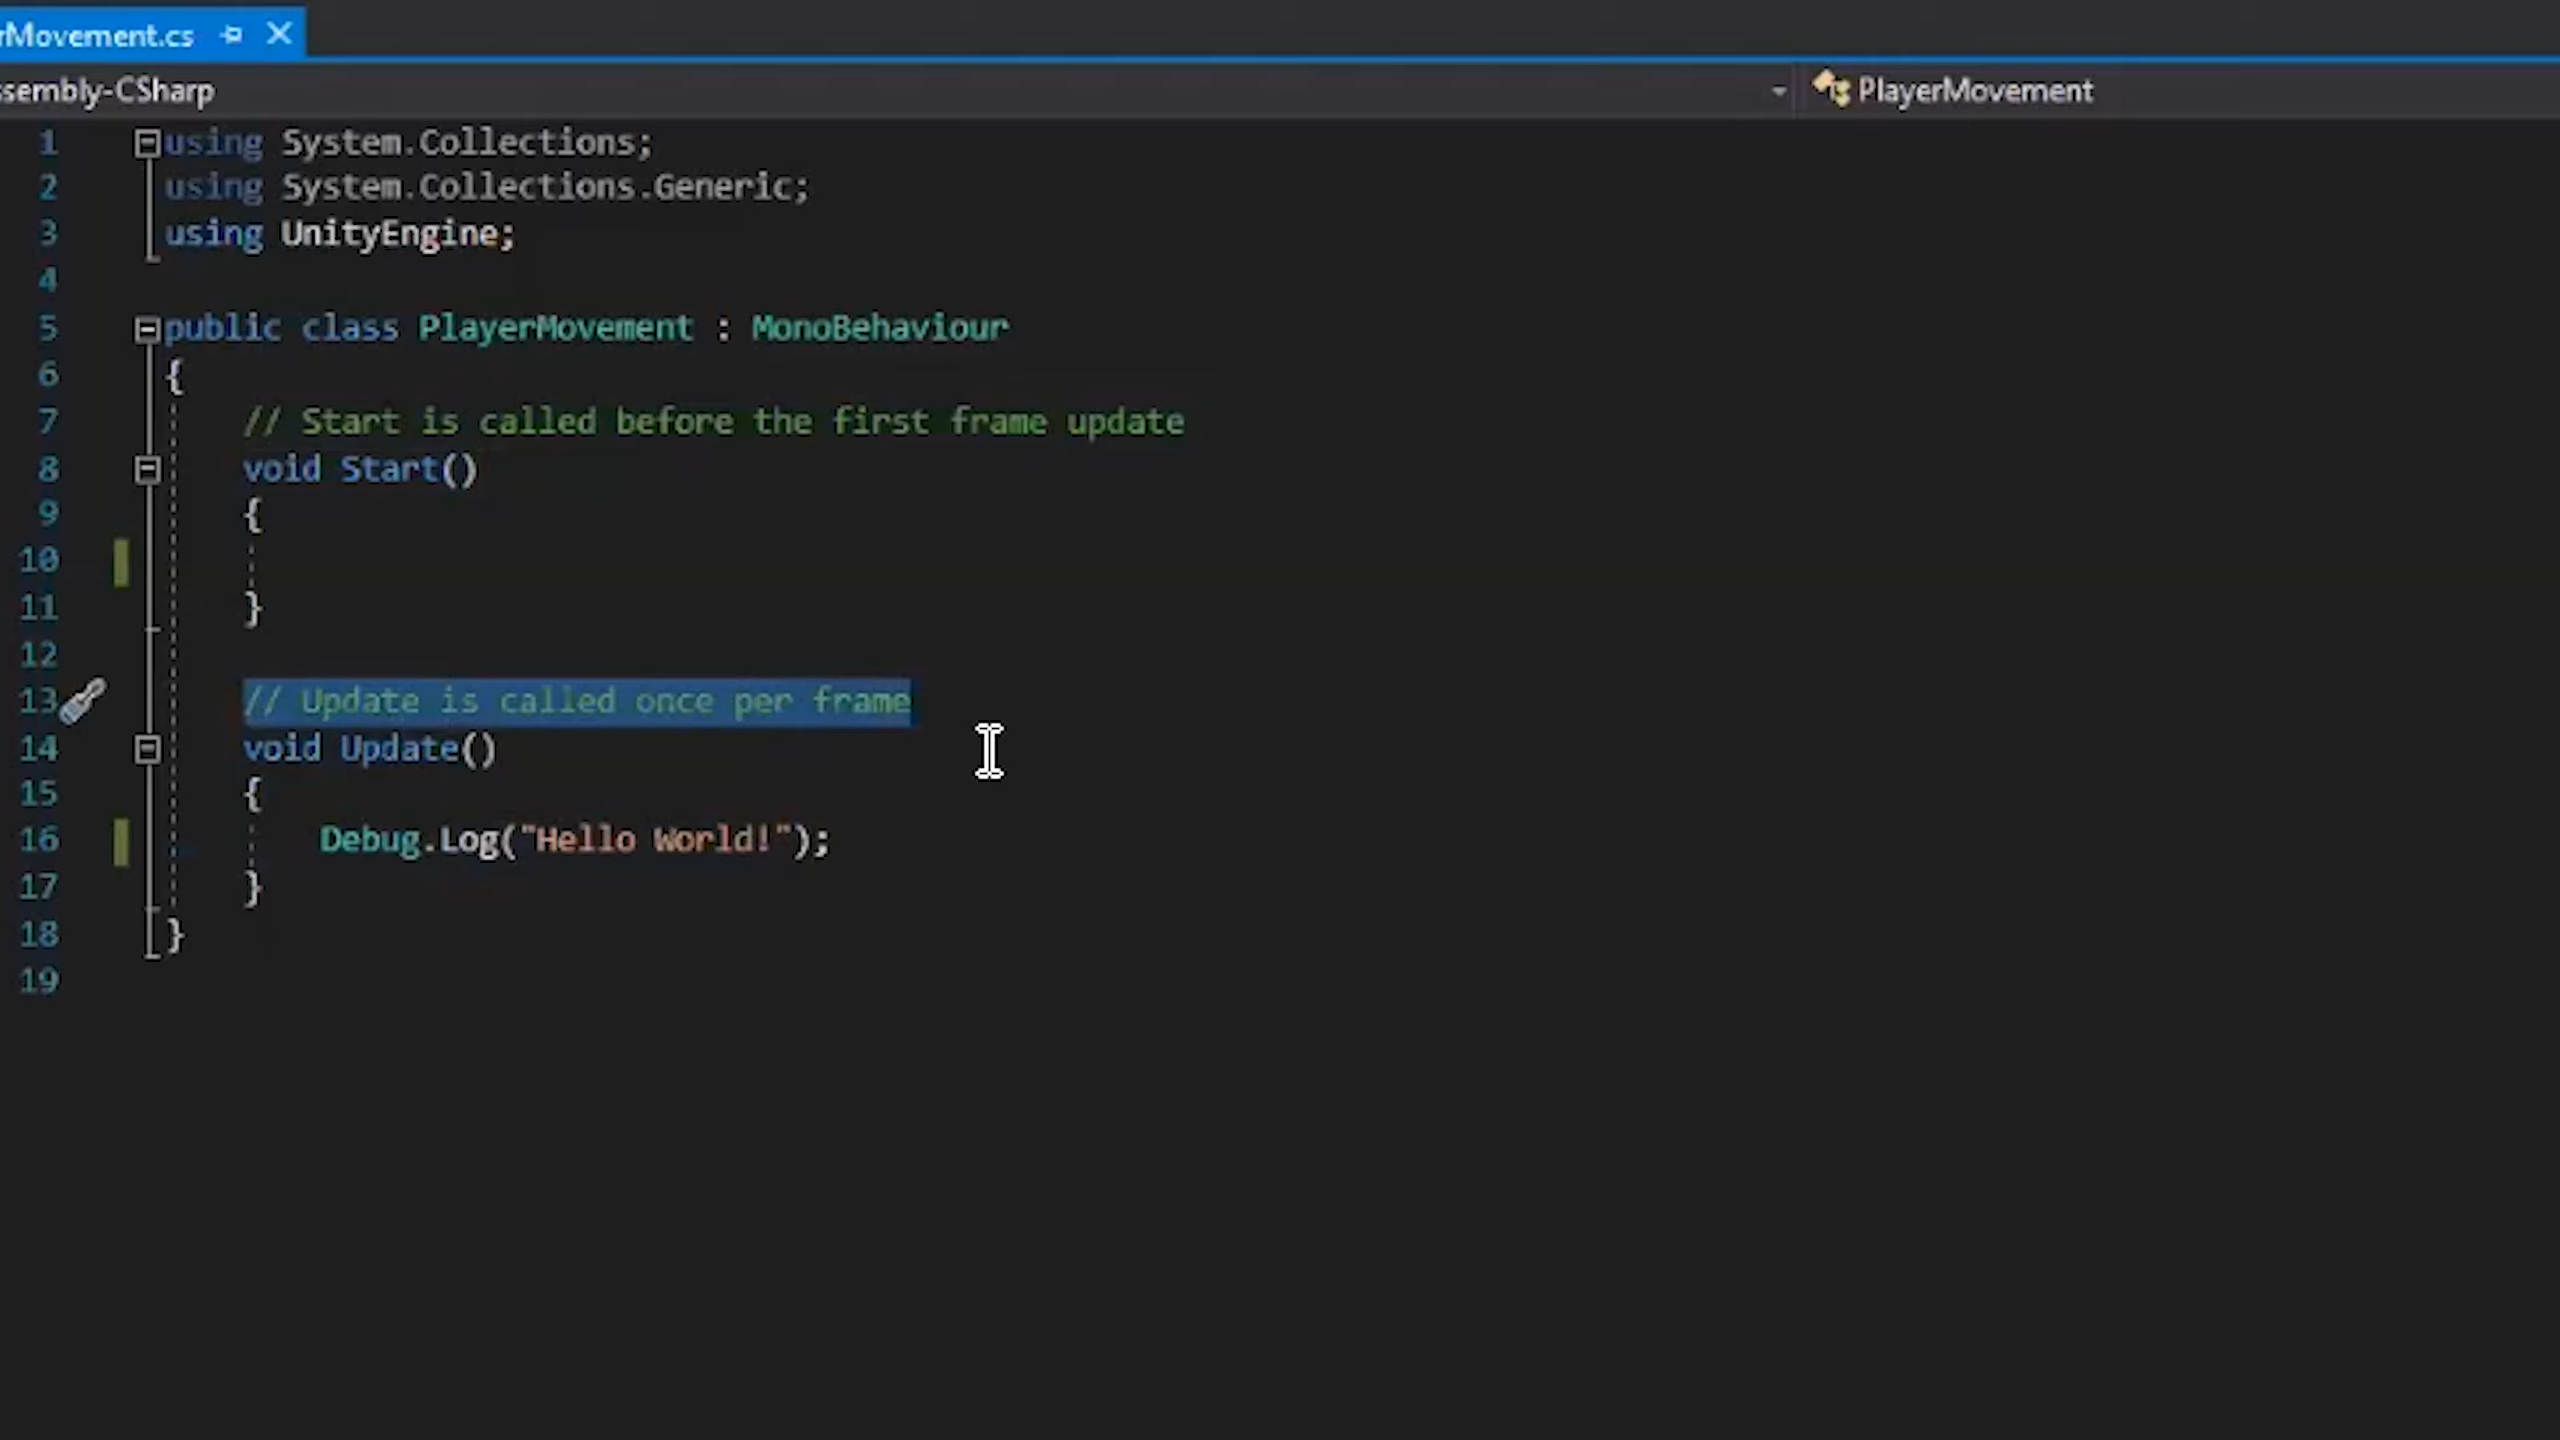 rMovement.cs
ssembly-CSharp
PlayerMovement
1 using System.Collections;
2 using System.Collections.Generic;
3 using UnityEngine;
4
5 public class PlayerMovement : MonoBehaviour
6 {
7 // Start is called before the first frame update
8 void Start()
9 {
10
11 }
12
13 // Update is called once per frame
14 void Update()
15 {
16 Debug.Log("Hello World!");
17 }
18 }
19